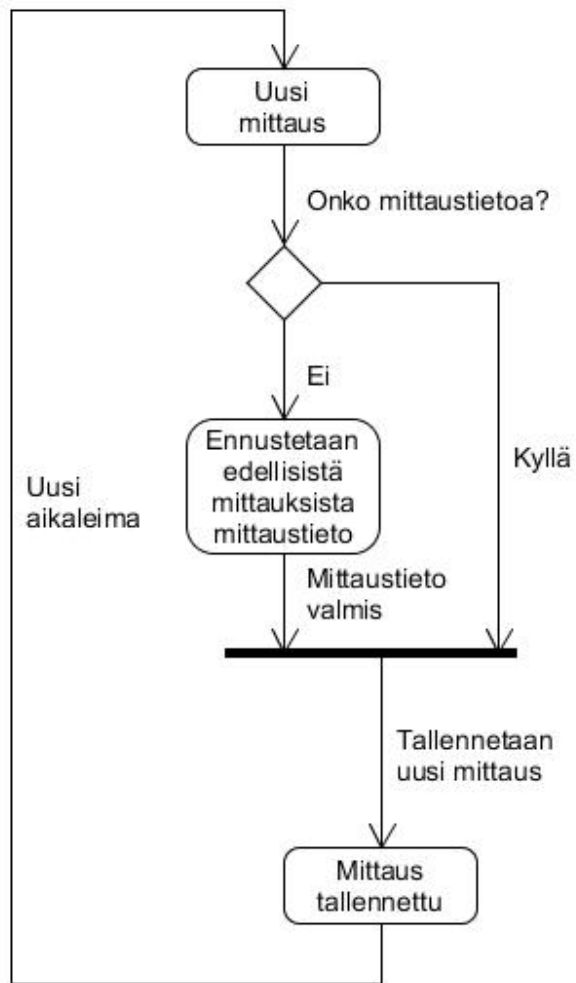 Uusi
mittaus
Onko mittaustietoa?
Ei
Ennustetaan
edellisistä
mittauksista
mittaustieto
Kyllä
Uusi
aikaleima
Mittaustieto
valmis
Tallennetaan
uusi mittaus
Mittaus
tallennettu